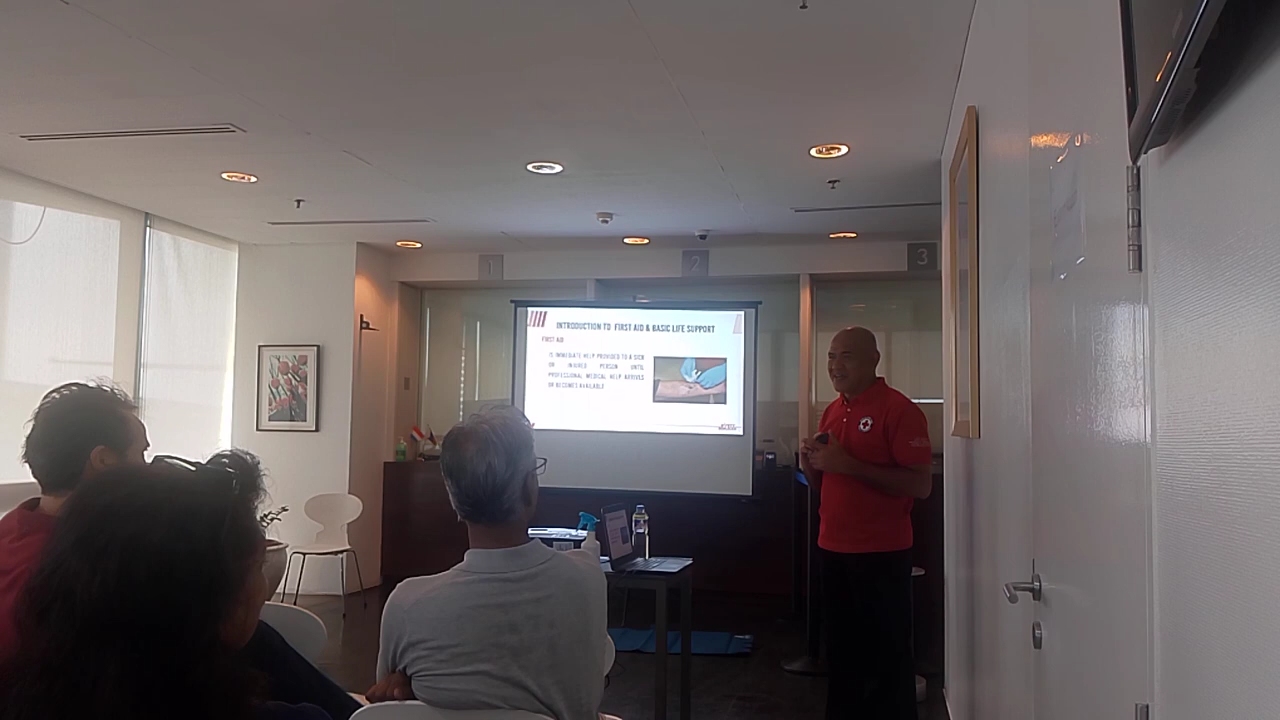 1
2
3
INTRODUCTION TO FIRST AID & BASIC LIFE SUPPORT
FIRST AID
IS IMMEDIATE HELP PROVIDED TO A SICK
OR INJURED PERSON UNTIL
PROFESSIONAL MEDICAL HELP ARRIVES
OR BECOMES AVAILABLE